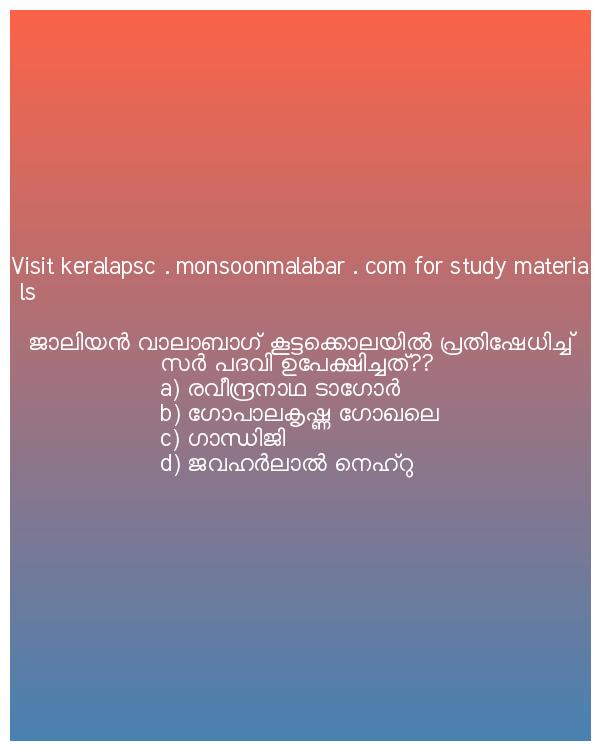 Visit keralapsc . monsoonmalabar . com for study materia
ls
ജാലിയൻ വാലാബാഗ് കൂട്ടക്കൊലയിൽ പ്രതിഷേധിച്ച്
സർ പദവി ഉപേക്ഷിച്ചത്??
a) രവീന്ദ്രനാഥ ടാഗോർ
b) ഗോപാലകൃഷ്ണ ഗോഖലെ
c) ഗാന്ധിജി
d) ജവഹർലാൽ നെഹ്റു